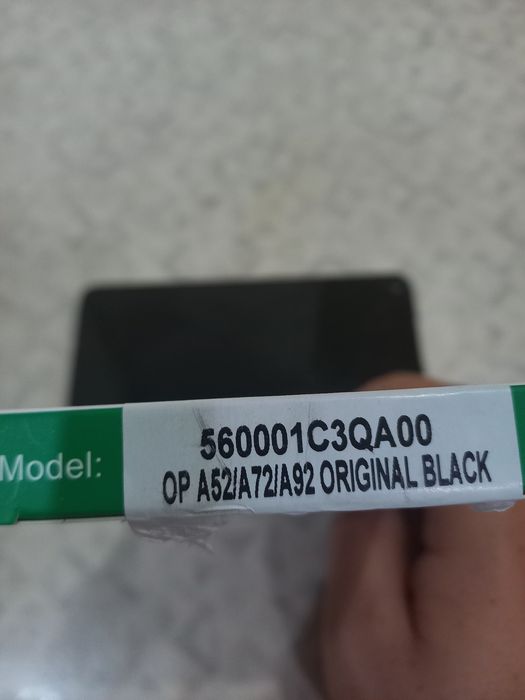 Model:
560001C3QA00
OP A52/A72/A92 ORIGINAL BLACK